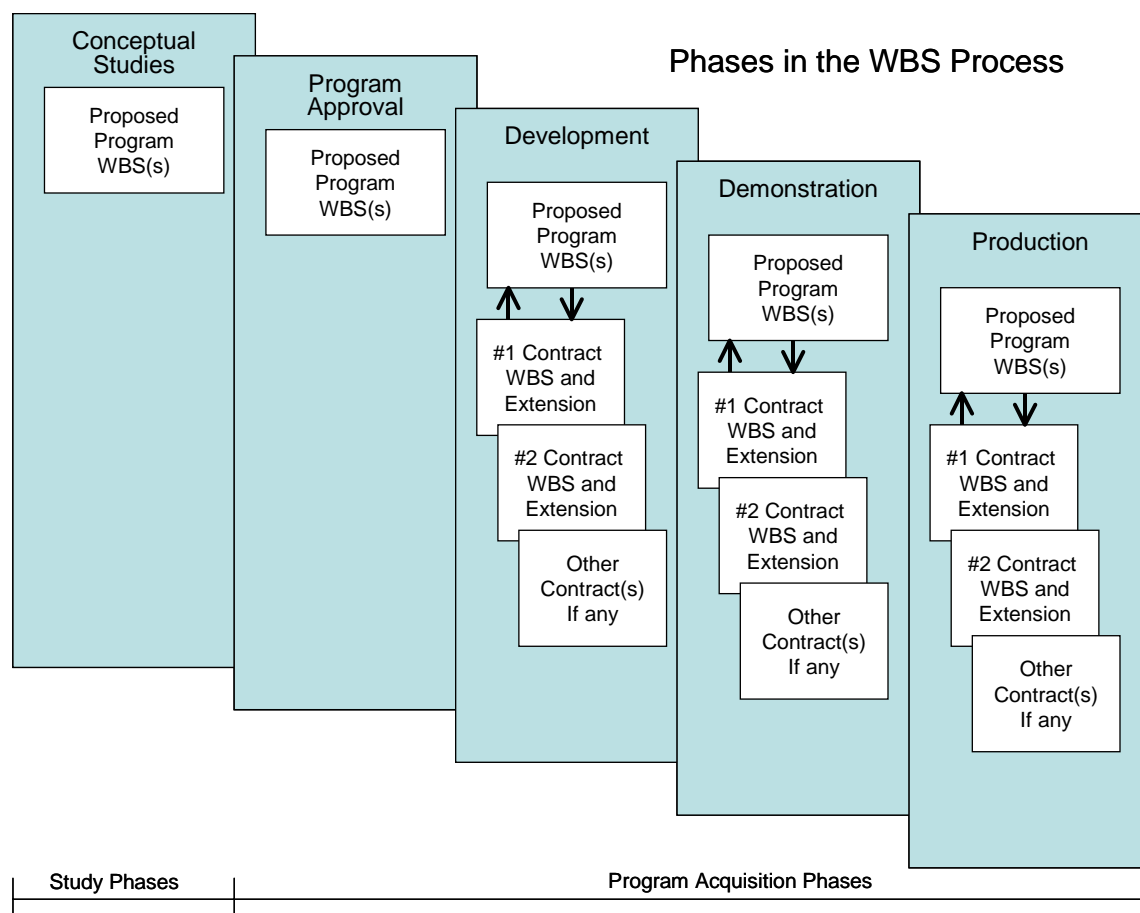 Phases in the WBS Process
Conceptual
Studies
Proposed
Program
WBS(s)
Program
Approval
Proposed
Program
WBS(s)
Development
Proposed
Program
WBS(s)
#1 Contract
WBS and
Extension
#2 Contract
WBS and
Extension
Other
Contract(s)
If any
Demonstration
Proposed
Program
WBS(s)
#1 Contract
WBS and
Extension
#2 Contract
WBS and
Extension
Other
Contract(s)
If any
Production
Proposed
Program
WBS(s)
#1 Contract
WBS and
Extension
#2 Contract
WBS and
Extension
Other
Contract(s)
If any
Study Phases
Program Acquisition Phases